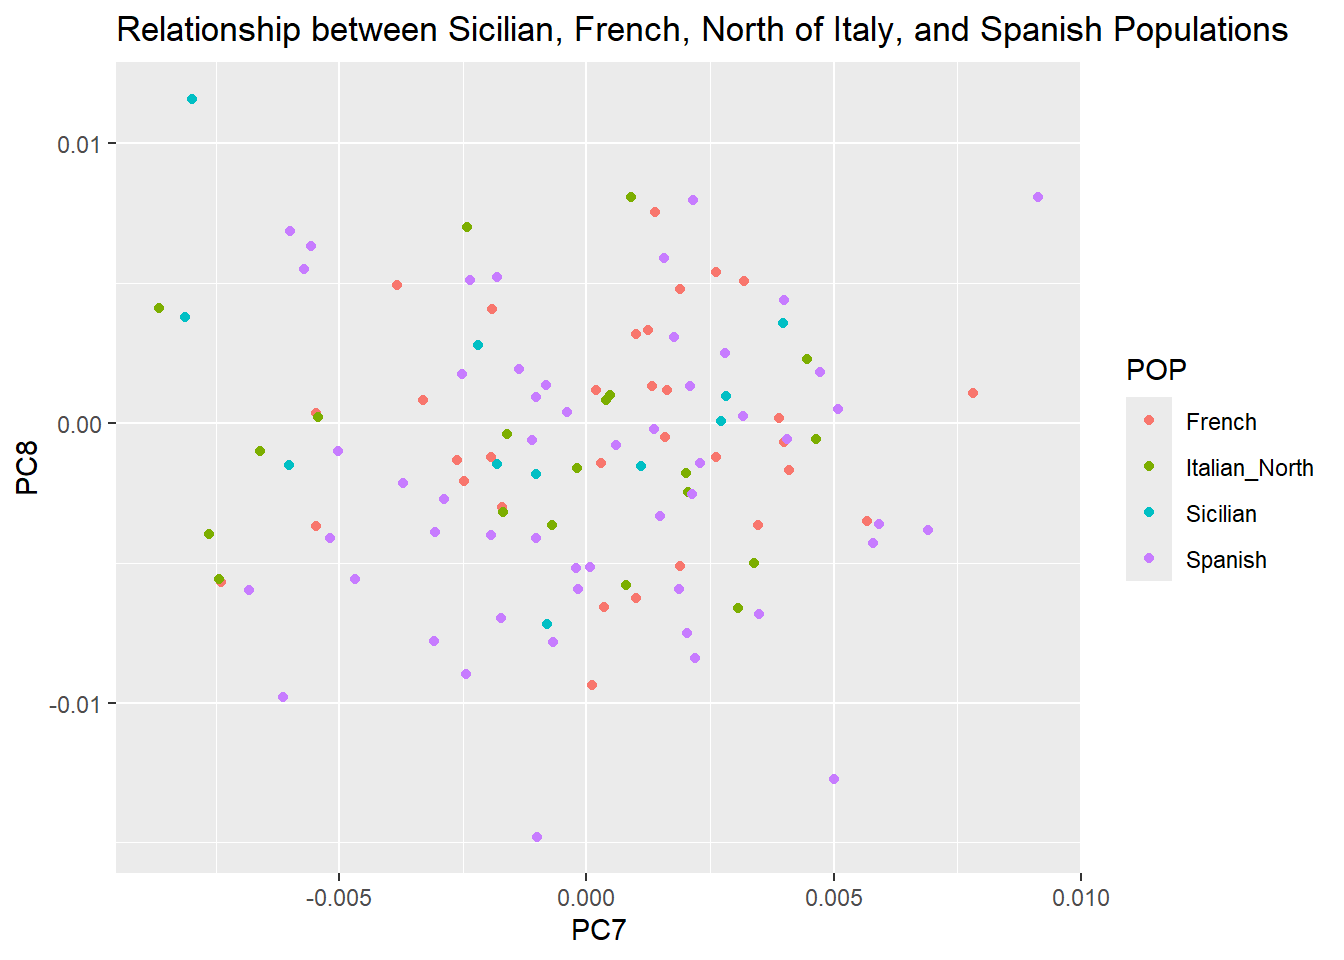 Relationship between Sicilian, French, North of Italy, and Spanish Populations
0.01
0.00
-0.01
PC8
-0.005
0.000
0.005
0.010
PC7
POP
French
Italian_North
Sicilian
Spanish